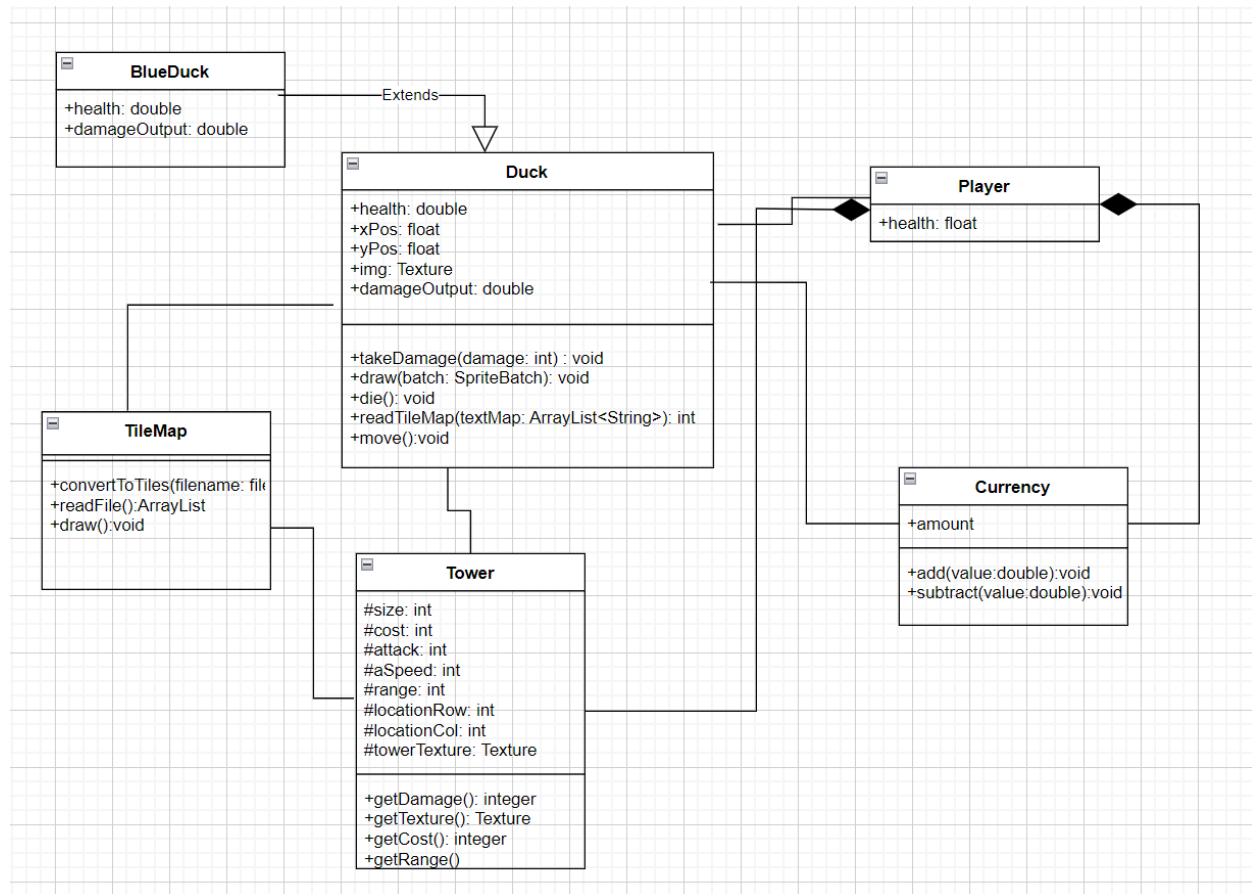 BlueDuck
+health: double
+damageOutput: double
Extends
Duck
+health: double
+xPos: float
+yPos: float
+img: Texture
+damageOutput: double
+takeDamage(damage: int) : void
+draw(batch: SpriteBatch): void
+die(): void
+readTileMap(textMap: ArrayList<String>): int
+move():void
Player
+health: float
TileMap
+convertToTiles(filename: file
+readFile():ArrayList
+draw():void
Currency
+amount
+add(value:double):void
+subtract(value:double):void
Tower
#size: int
#cost: int
#attack: int
#aSpeed: int
#range: int
#locationRow: int
#locationCol: int
#towerTexture: Texture
+getDamage(): integer
+getTexture(): Texture
+getCost(): integer
+getRange()